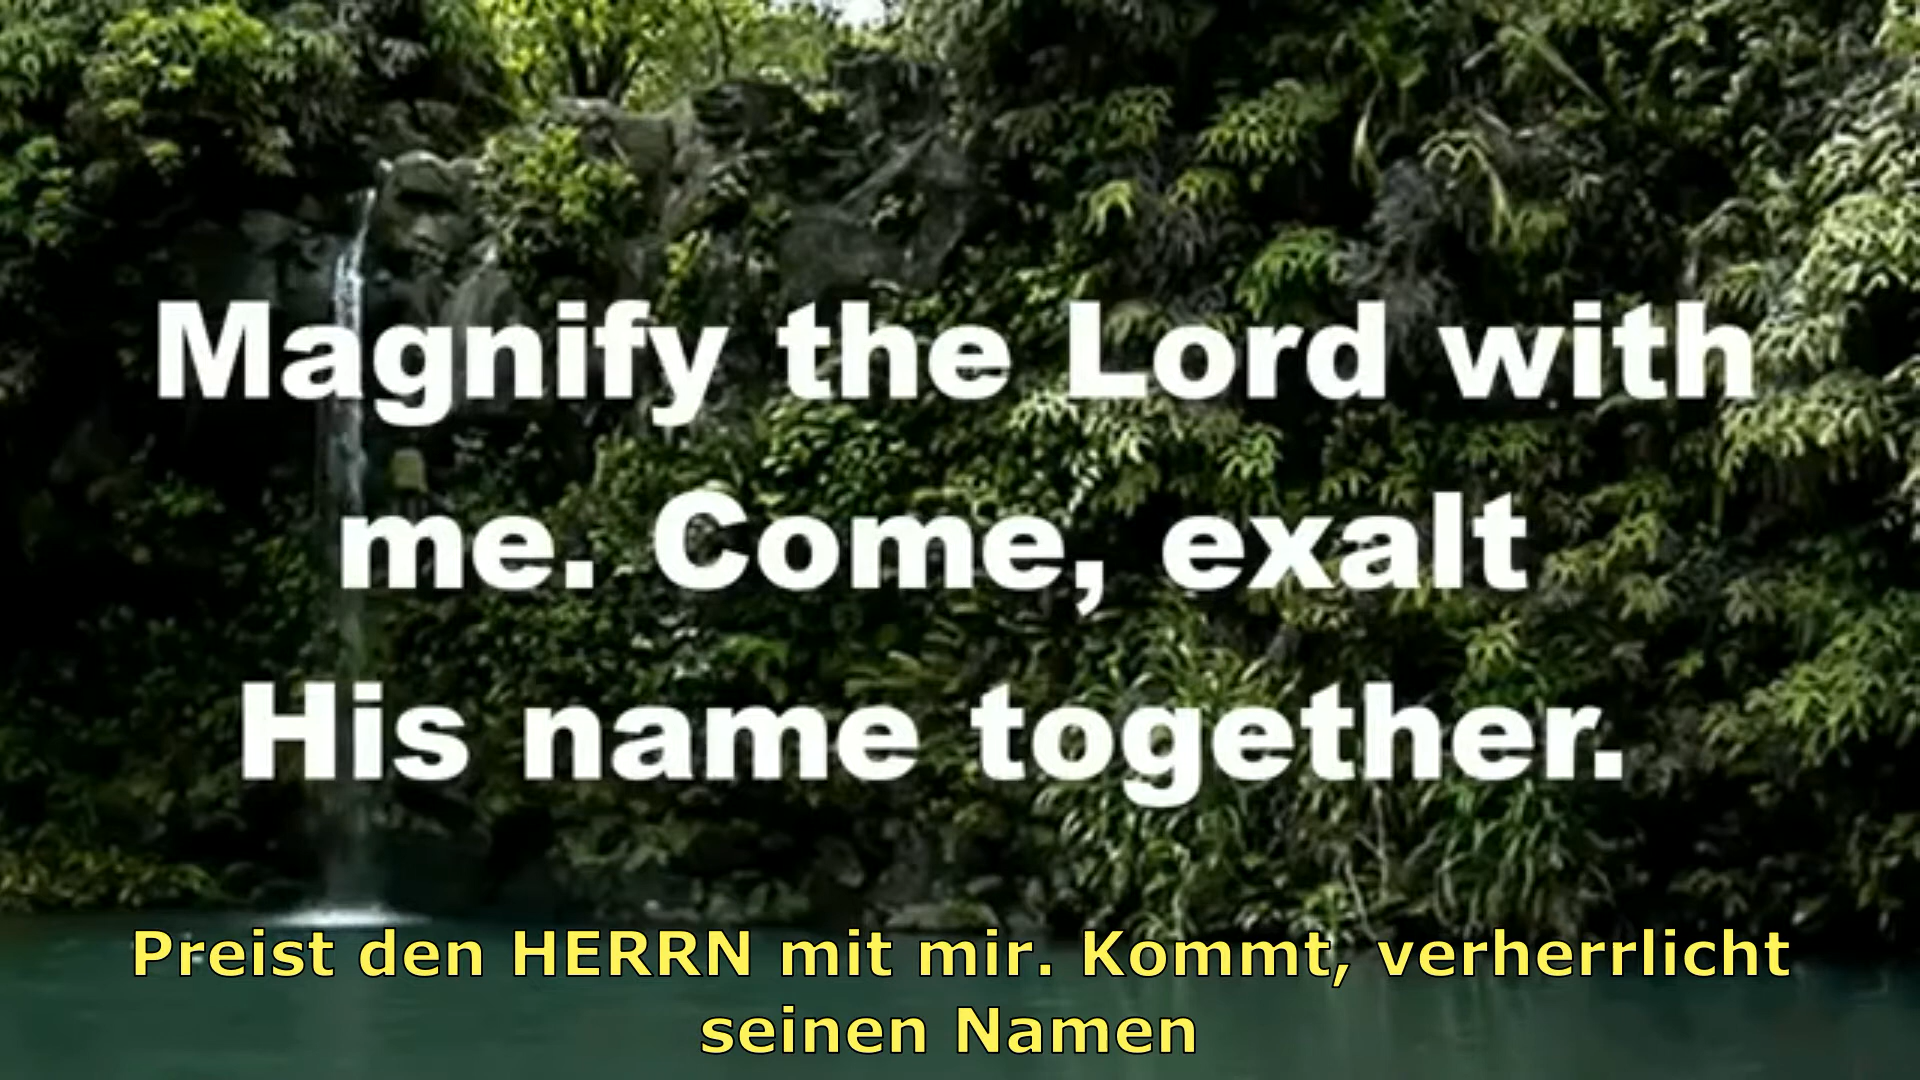 Magnify the Lord with
me. Come, exalt
His name together.
Preist den HERRN mit mir. Kommt, verherrlicht
seinen Namen